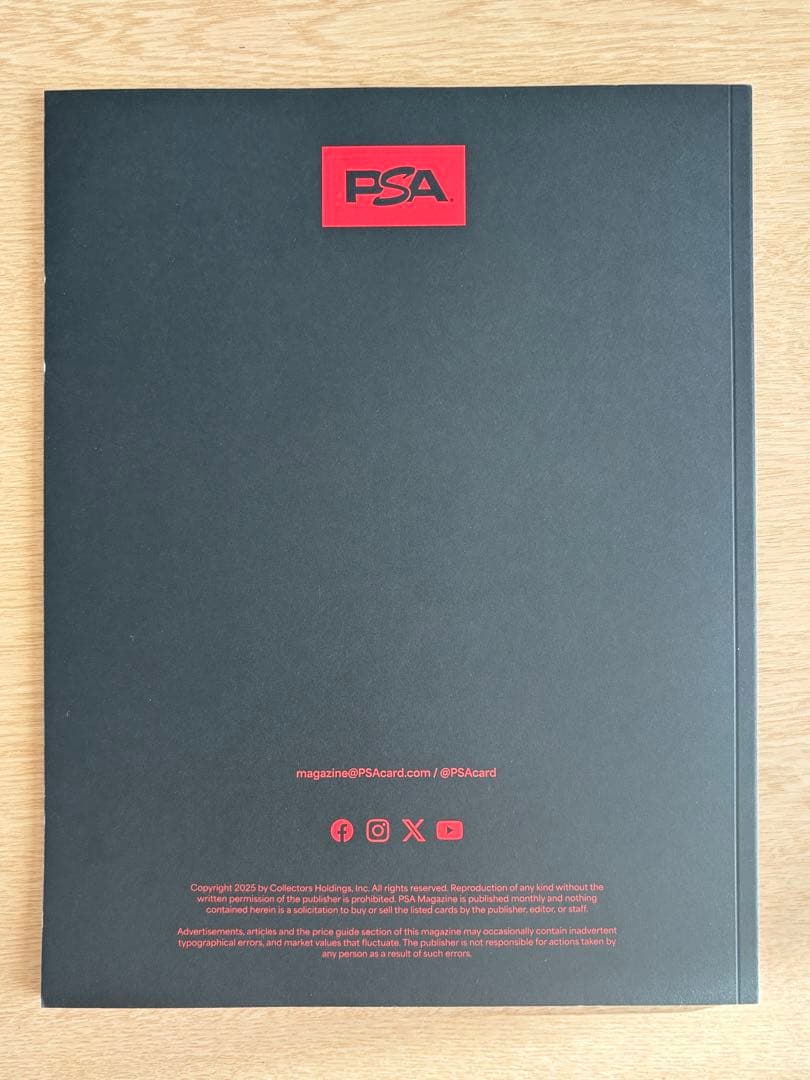 PSA
magazine@PSAcard.com / @PSAcard
Copyright 2025 by Collectors Holdings, Inc. All rights reserved. Reproduction of any kind without the
written permission of the publisher is prohibited. PSA Magazine is published monthly and nothing
contained herein is a solicitation to buy or sell the listed cards by the publisher, editor, or staff.
Advertisements, articles and the price guide section of this magazine may occasionally contain inadvertent
typographical errors, and market values that fluctuate. The publisher is not responsible for actions taken by
any person as a result of such errors.